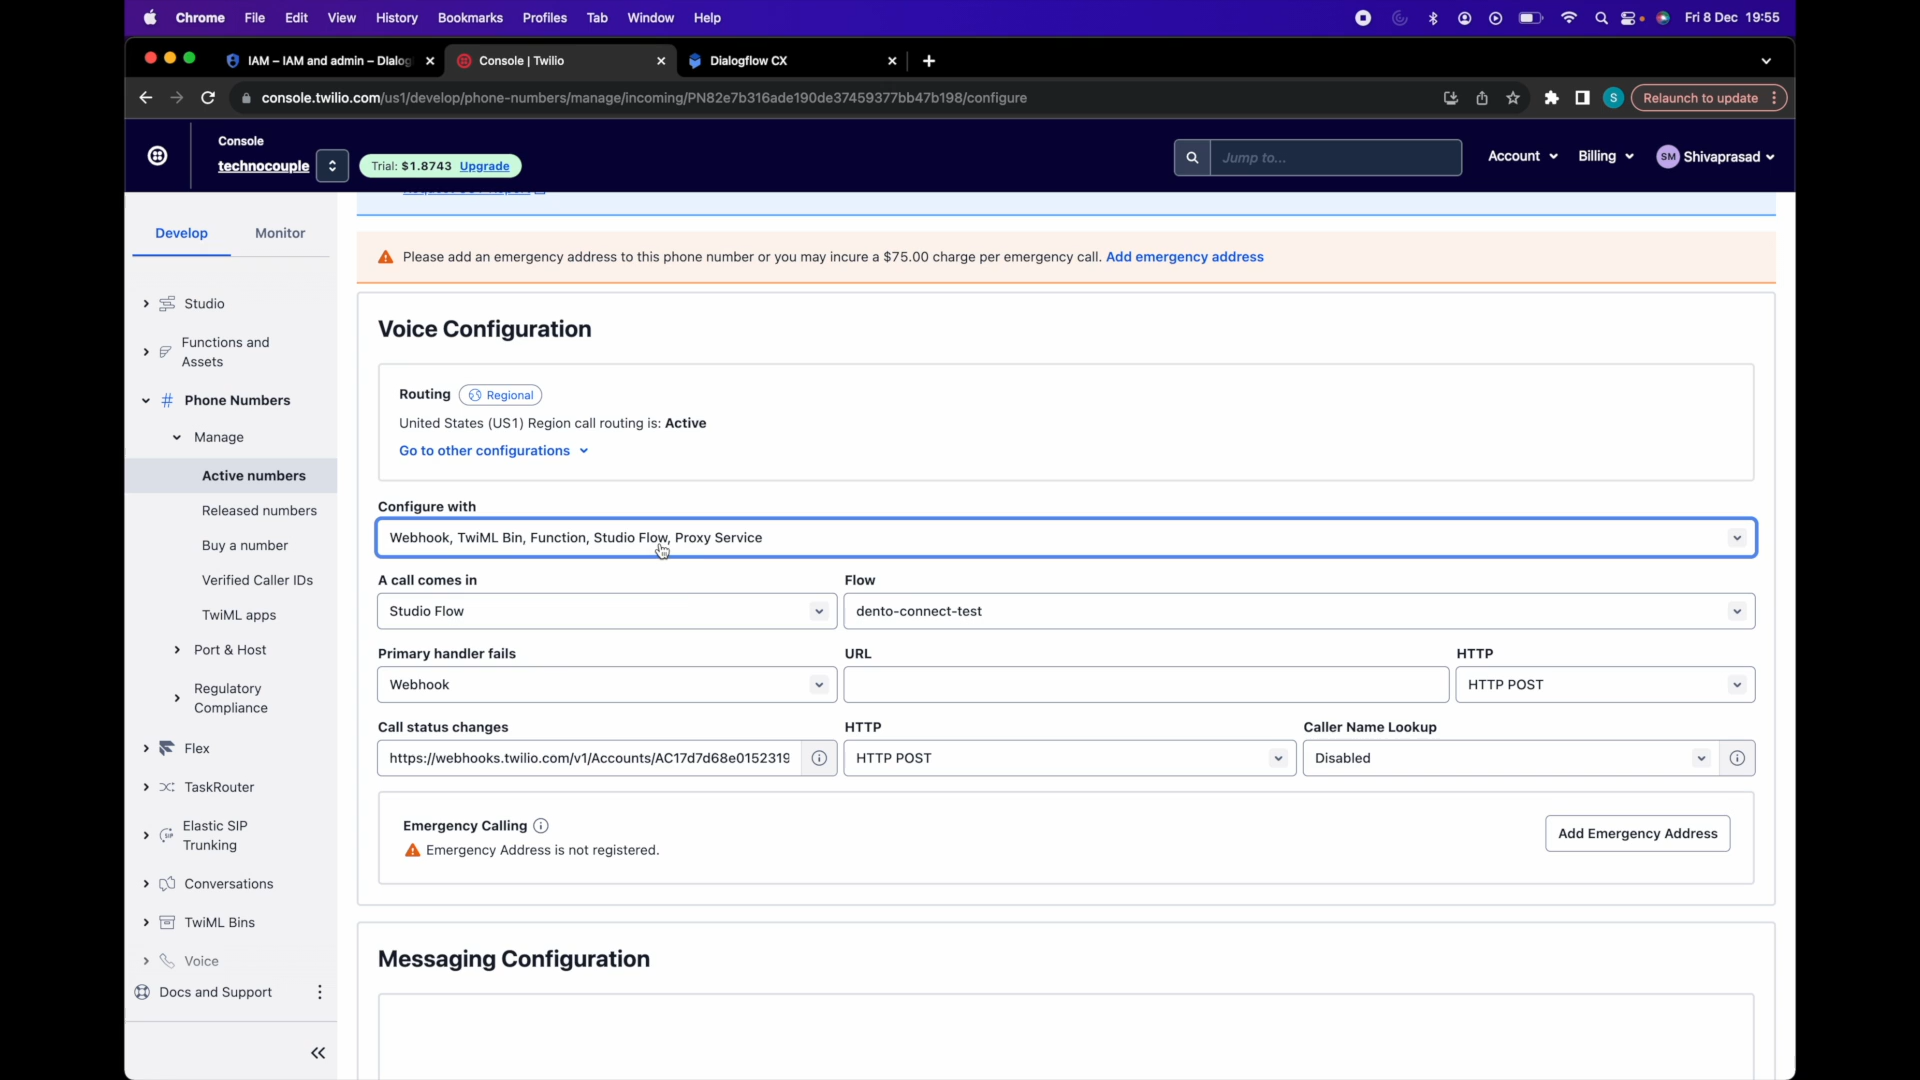 Chrome File Edit View History Bookmarks Profiles Tab Window Help Fri 8 Dec 19:55
IAM – IAM and admin – Dialog Console | Twilio Dialogflow CX
console.twilio.com/us1/develop/phone-numbers/manage/incoming/PN82e7b316ade190de37459377bb47b198/configure S Relaunch to update
Console
technocouple Trial: $1.8743 Upgrade Jump to... Account Billing SM Shivaprasad
Develop Monitor
Please add an emergency address to this phone number or you may incure a $75.00 charge per emergency call. Add emergency address
Studio
Functions and
Assets
Phone Numbers
Manage
Active numbers
Released numbers
Buy a number
Verified Caller IDs
TwiML apps
Port & Host
Regulatory
Compliance
Flex
TaskRouter
Elastic SIP
Trunking
Conversations
TwiML Bins
Voice
Docs and Support
Voice Configuration
Routing Regional
United States (US1) Region call routing is: Active
Go to other configurations
Configure with
Webhook, TwiML Bin, Function, Studio Flow, Proxy Service
A call comes in Flow
Studio Flow dento-connect-test
Primary handler fails URL HTTP
Webhook HTTP POST
Call status changes HTTP Caller Name Lookup
https://webhooks.twilio.com/v1/Accounts/AC17d7d68e0152319 HTTP POST Disabled
Emergency Calling
Emergency Address is not registered.
Add Emergency Address
Messaging Configuration